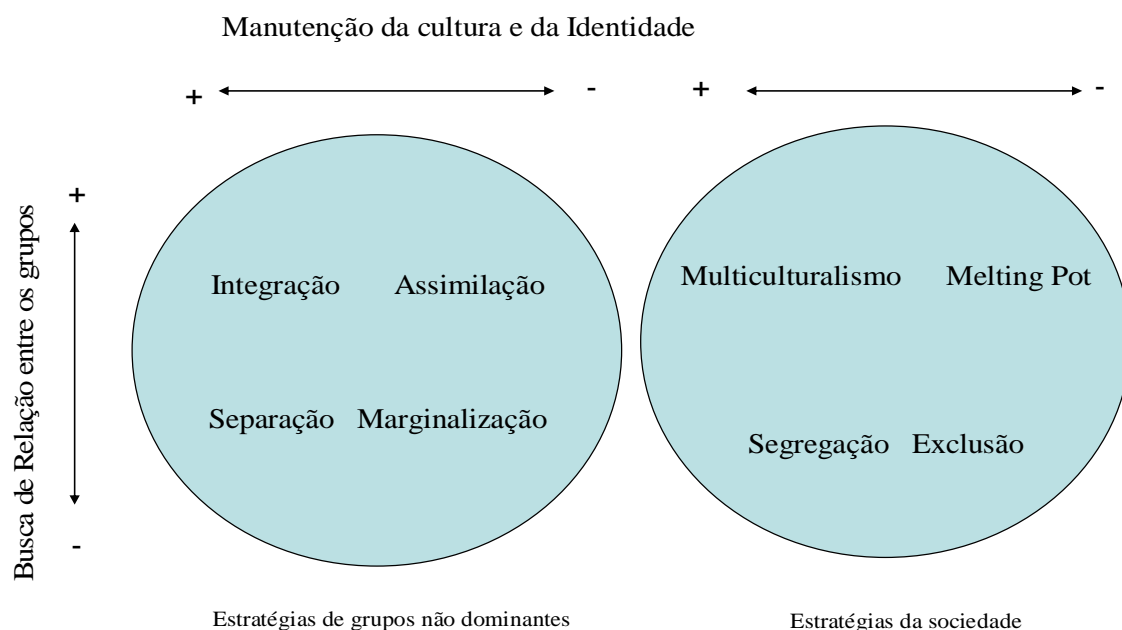 Manutenção da cultura e da Identidade
+ - + -
+
Busca de Relação entre os grupos
-
Integração Assimilação
Separação Marginalização
Multiculturalismo Melting Pot
Segregação Exclusão
Estratégias de grupos não dominantes
Estratégias da sociedade